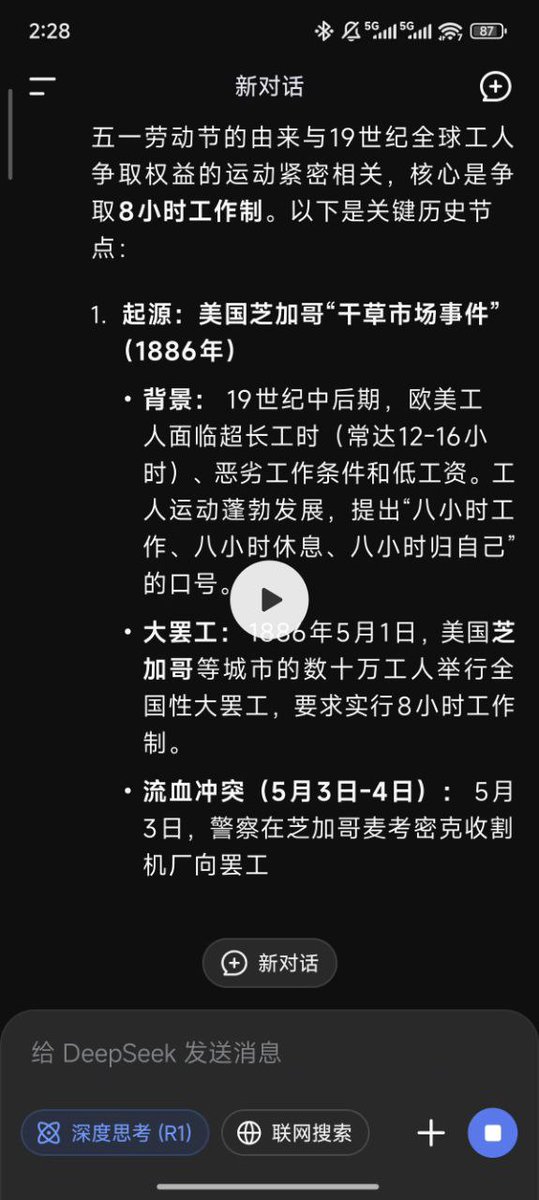 2:28
5G
5G
87
新对话
五一劳动节的由来与19世纪全球工人
争取权益的运动紧密相关，核心是争
取8小时工作制。以下是关键历史节
点：
1. 起源：美国芝加哥“干草市场事件”
（1886年）
• 背景： 19世纪中后期，欧美工
人面临超长工时（常达12-16小
时）、恶劣工作条件和低工资。工
人运动蓬勃发展，提出“八小时工
作、八小时休息、八小时归自己”
的口号。
• 大罢工： 1886年5月1日，美国芝
加哥等城市的数十万工人举行全
国性大罢工，要求实行8小时工作
制。
• 流血冲突（5月3日-4日）： 5月
3日，警察在芝加哥麦考密克收割
机厂向罢工
新对话
给 DeepSeek 发送消息
深度思考 (R1)
联网搜索